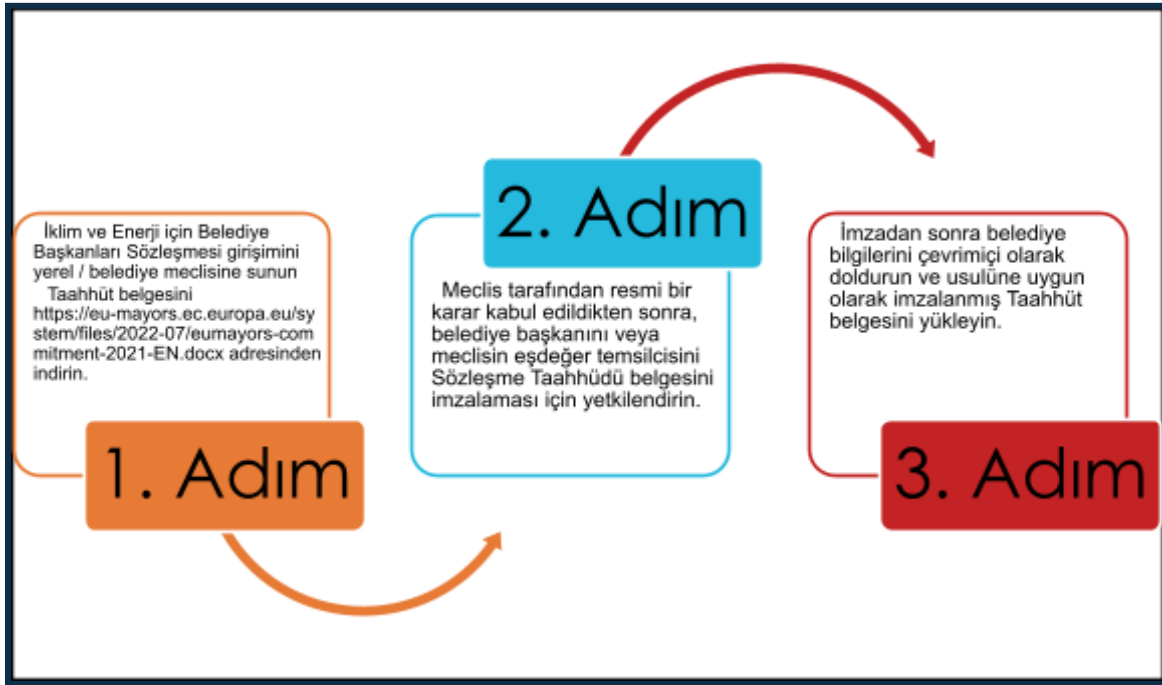 İklim ve Enerji için Belediye
Başkanları Sözleşmesi girişimini
yerel / belediye meclisine sunun
Taahhüt belgesini
https://eu-mayors.ec.europa.eu/sy
stem/files/2022-07/eumayors-com
mitment-2021-EN.docx adresinden
indirin.
1. Adım
2. Adım
Meclis tarafından resmi bir
karar kabul edildikten sonra,
belediye başkanını veya
meclisin eşdeğer temsilcisini
Sözleşme Taahhüdü belgesini
imzalaması için yetkilendirin.
İmzadan sonra belediye
bilgilerini çevrimiçi olarak
doldurun ve usulüne uygun
olarak imzalanmış Taahhüt
belgesini yükleyin.
3. Adım